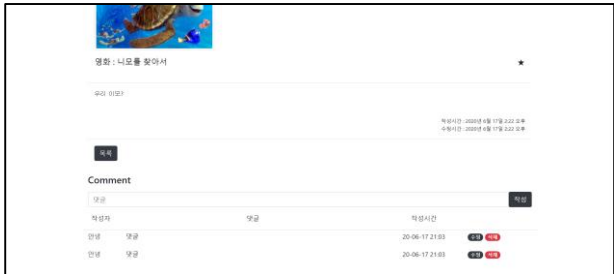 영화 : 니모를 찾아서
★
우리 이모?
작성시간 : 2020년 6월 17일 2:22 오후
수정시간 : 2020년 6월 17일 2:22 오후
목록
Comment
댓글
작성
작성자 댓글 작성시간
안녕 댓글 20-06-17 21:03 수정 삭제
안녕 댓글 20-06-17 21:03 수정 삭제